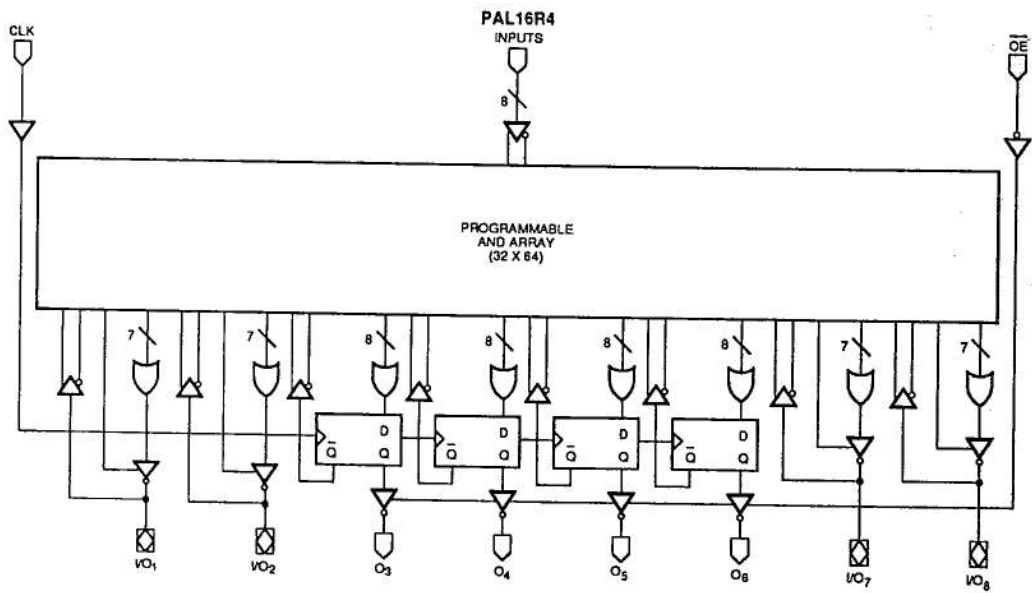 PAL16R4
CLK
INPUTS
OE
8
PROGRAMMABLE
AND ARRAY
(32 X 64)
7 7 8 8 8 8 7 7
D D D D
Q Q Q Q Q Q Q Q
I/O1 I/O2 O3 O4 O5 O6 I/O7 I/O8